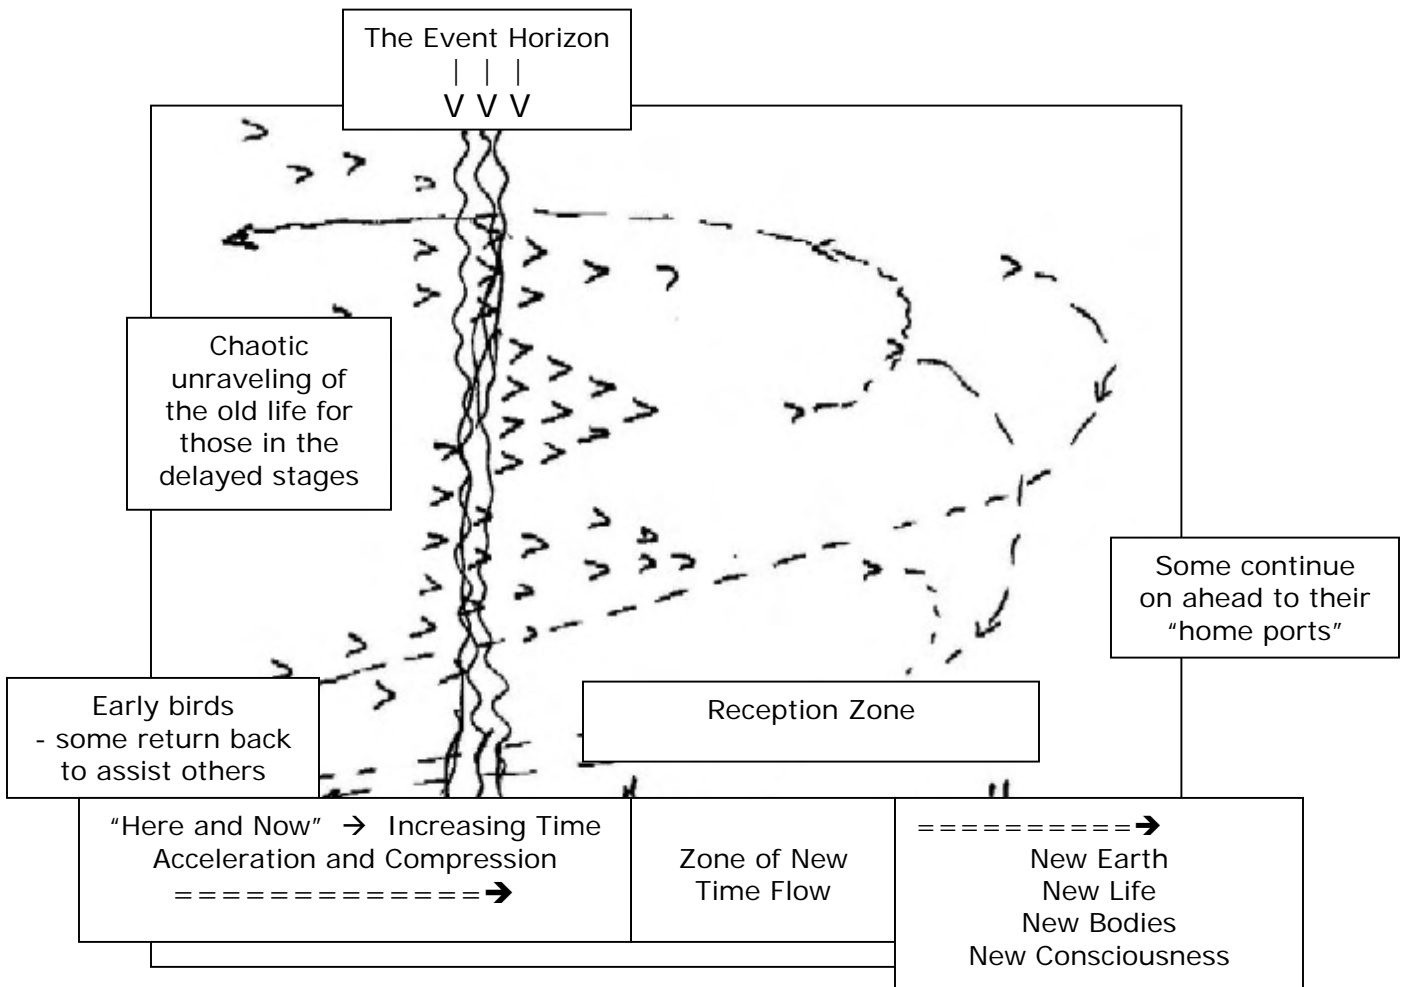 The Event Horizon
| | |
V V V
Chaotic
unraveling of
the old life for
those in the
delayed stages
Some continue
on ahead to their
“home ports”
Early birds
- some return back
to assist others
Reception Zone
“Here and Now” → Increasing Time
Acceleration and Compression
=============➔
Zone of New
Time Flow
==========➔
New Earth
New Life
New Bodies
New Consciousness